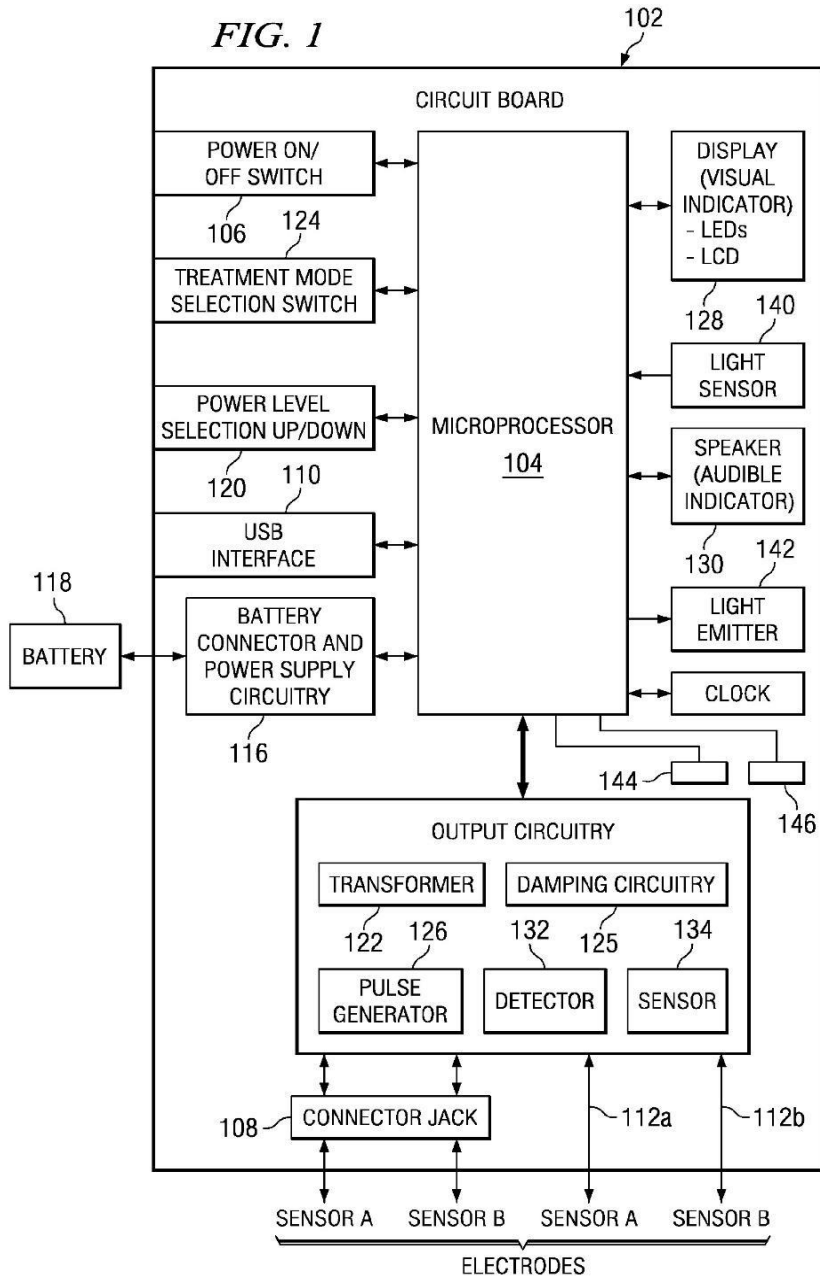 FIG. 1
102
CIRCUIT BOARD
POWER ON/
OFF SWITCH
106
124
TREATMENT MODE
SELECTION SWITCH
POWER LEVEL
SELECTION UP/DOWN
120
110
USB
INTERFACE
118
BATTERY
BATTERY
CONNECTOR AND
POWER SUPPLY
CIRCUITRY
116
MICROPROCESSOR
104
DISPLAY
(VISUAL
INDICATOR)
- LEDs
- LCD
128
140
LIGHT
SENSOR
SPEAKER
(AUDIBLE
INDICATOR)
130
142
LIGHT
EMITTER
CLOCK
144
146
OUTPUT CIRCUITRY
TRANSFORMER
DAMPING CIRCUITRY
122
126
132
125
134
PULSE
GENERATOR
DETECTOR
SENSOR
108
CONNECTOR JACK
112a
112b
SENSOR A
SENSOR B
SENSOR A
SENSOR B
ELECTRODES